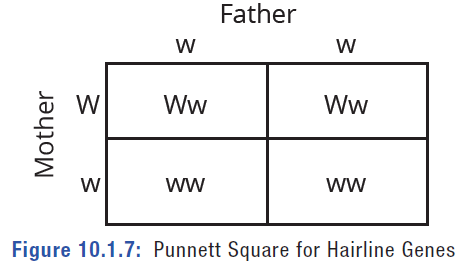 Father
w w
Mother
W Ww Ww
w ww ww
Figure 10.1.7: Punnett Square for Hairline Genes